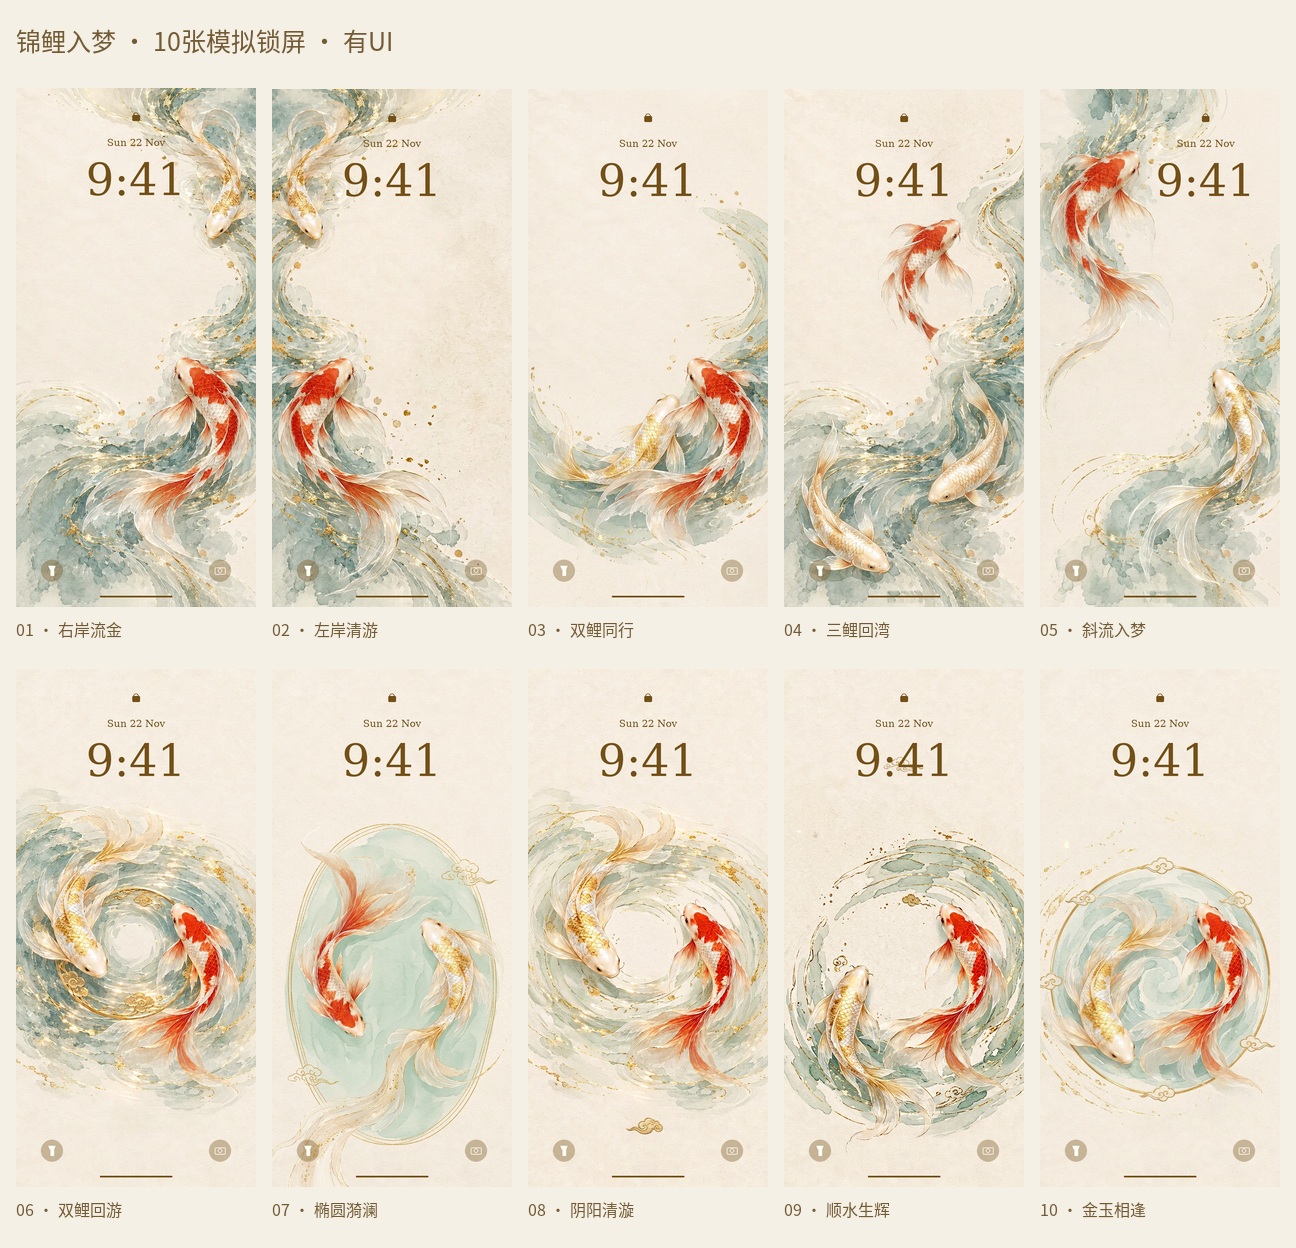 锦鲤入梦 · 10张模拟锁屏 · 有UI
Sun 22 Nov
9:41
Sun 22 Nov
9:41
Sun 22 Nov
9:41
Sun 22 Nov
9:41
Sun 22 Nov
9:41
01 · 右岸流金
02 · 左岸清游
03 · 双鲤同行
04 · 三鲤回湾
05 · 斜流入梦
Sun 22 Nov
9:41
Sun 22 Nov
9:41
Sun 22 Nov
9:41
Sun 22 Nov
9:41
Sun 22 Nov
9:41
06 · 双鲤回游
07 · 椭圆漪澜
08 · 阴阳清漩
09 · 顺水生辉
10 · 金玉相逢